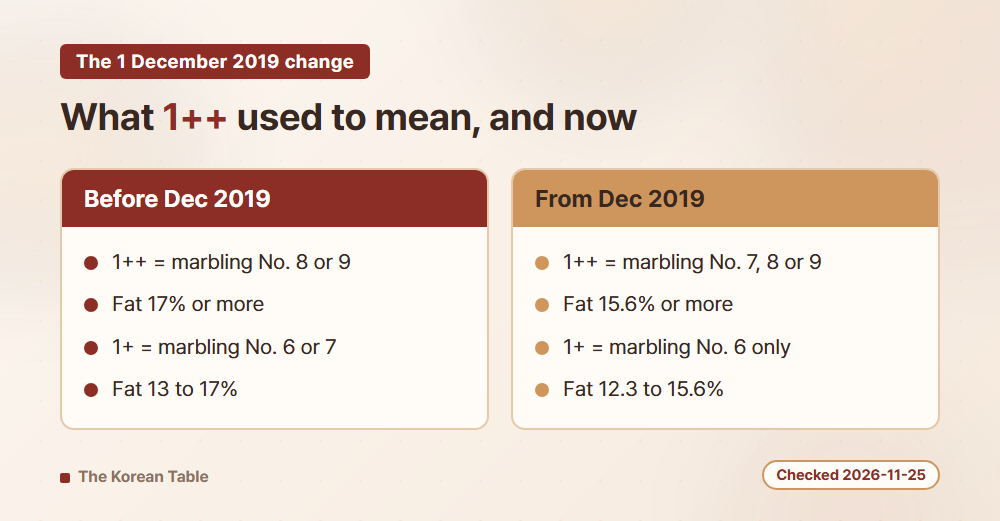 The 1 December 2019 change
What 1++ used to mean, and now
Before Dec 2019
1++ = marbling No. 8 or 9
Fat 17% or more
1+ = marbling No. 6 or 7
Fat 13 to 17%
From Dec 2019
1++ = marbling No. 7, 8 or 9
Fat 15.6% or more
1+ = marbling No. 6 only
Fat 12.3 to 15.6%
The Korean Table
Checked 2026-11-25